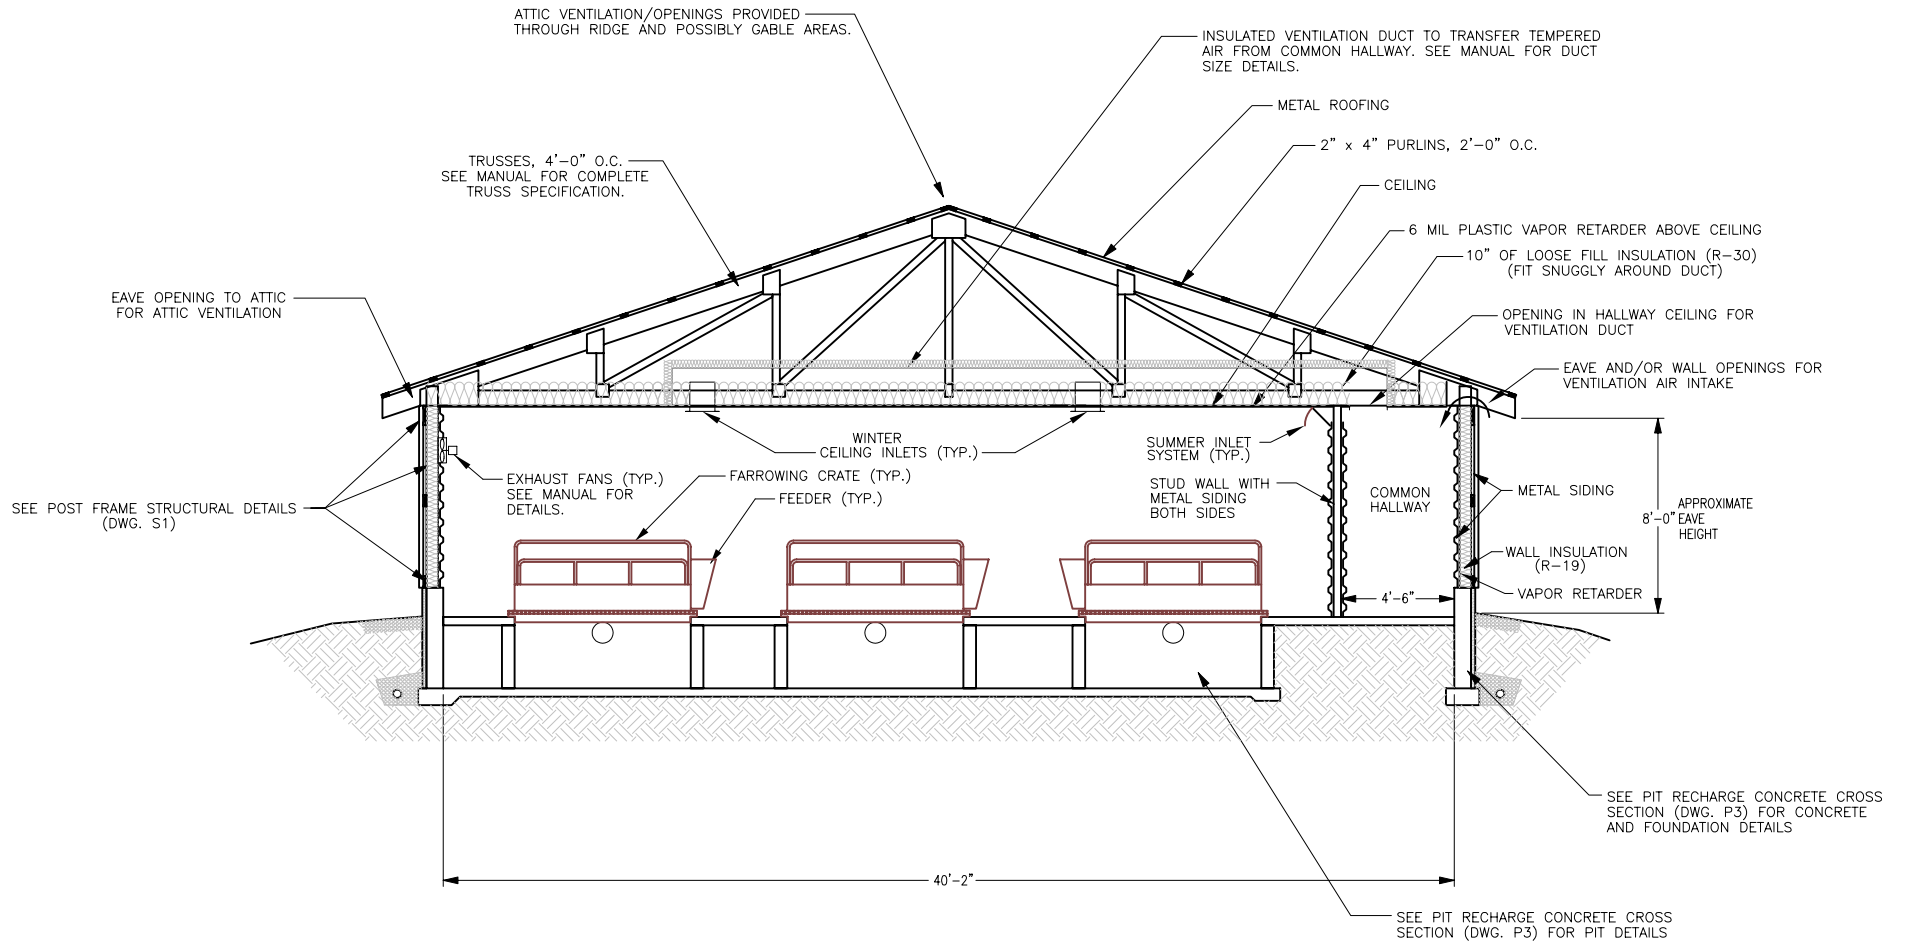 ATTIC VENTILATION/OPENINGS PROVIDED
THROUGH RIDGE AND POSSIBLY GABLE AREAS.
INSULATED VENTILATION DUCT TO TRANSFER TEMPERED
AIR FROM COMMON HALLWAY. SEE MANUAL FOR DUCT
SIZE DETAILS.
METAL ROOFING
2" x 4" PURLINS, 2'-0" O.C.
TRUSSES, 4'-0" O.C.
SEE MANUAL FOR COMPLETE
TRUSS SPECIFICATION.
CEILING
6 MIL PLASTIC VAPOR RETARDER ABOVE CEILING
10" OF LOOSE FILL INSULATION (R-30)
(FIT SNUGGLY AROUND DUCT)
EAVE OPENING TO ATTIC
FOR ATTIC VENTILATION
OPENING IN HALLWAY CEILING FOR
VENTILATION DUCT
EAVE AND/OR WALL OPENINGS FOR
VENTILATION AIR INTAKE
WINTER
CEILING INLETS (TYP.)
SUMMER INLET
SYSTEM (TYP.)
EXHAUST FANS (TYP.)
SEE MANUAL FOR
DETAILS.
FARROWING CRATE (TYP.)
FEEDER (TYP.)
STUD WALL WITH
METAL SIDING
BOTH SIDES
COMMON
HALLWAY
METAL SIDING
SEE POST FRAME STRUCTURAL DETAILS
(DWG. S1)
8'-0"
APPROXIMATE
EAVE
HEIGHT
WALL INSULATION
(R-19)
VAPOR RETARDER
4'-6"
SEE PIT RECHARGE CONCRETE CROSS
SECTION (DWG. P3) FOR CONCRETE
AND FOUNDATION DETAILS
40'-2"
SEE PIT RECHARGE CONCRETE CROSS
SECTION (DWG. P3) FOR PIT DETAILS